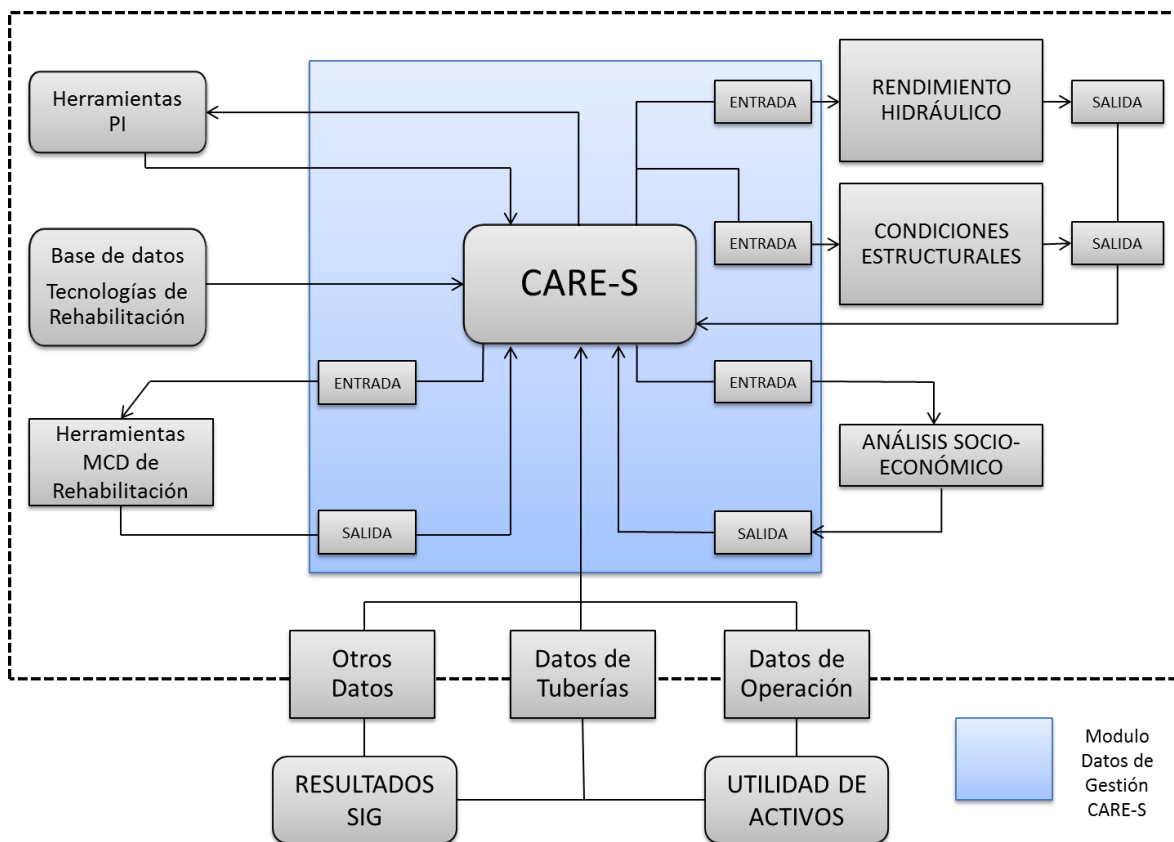 Herramientas
PI
ENTRADA
RENDIMIENTO
HIDRÁULICO
SALIDA
Base de datos
Tecnologías de
Rehabilitación
CARE-S
ENTRADA
CONDICIONES
ESTRUCTURALES
SALIDA
ENTRADA
ENTRADA
Herramientas
MCD de
Rehabilitación
ANÁLISIS SOCIO-
ECONÓMICO
SALIDA
SALIDA
Otros
Datos
Datos de
Tuberías
Datos de
Operación
RESULTADOS
SIG
UTILIDAD DE
ACTIVOS
Modulo
Datos de
Gestión
CARE-S